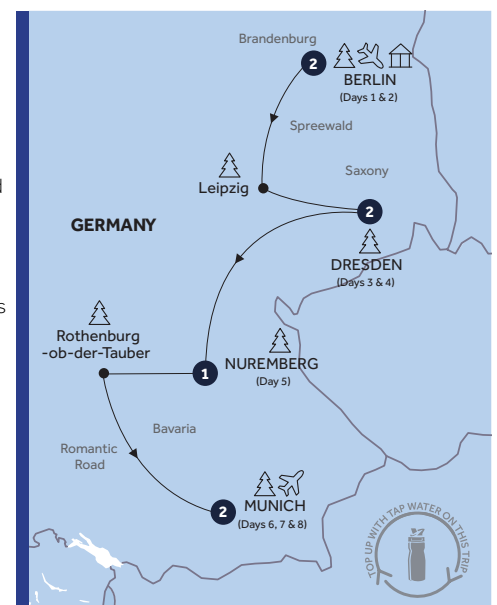 Brandenburg
2
BERLIN
(Days 1 & 2)
Spreewald
Leipzig
Saxony
2
DRESDEN
(Days 3 & 4)
GERMANY
Rothenburg
-ob-der-Tauber
1
NUREMBERG
(Day 5)
Bavaria
Romantic
Road
2
MUNICH
(Days 6, 7 & 8)
TOP UP WITH TAP WATER ON THIS TRIP